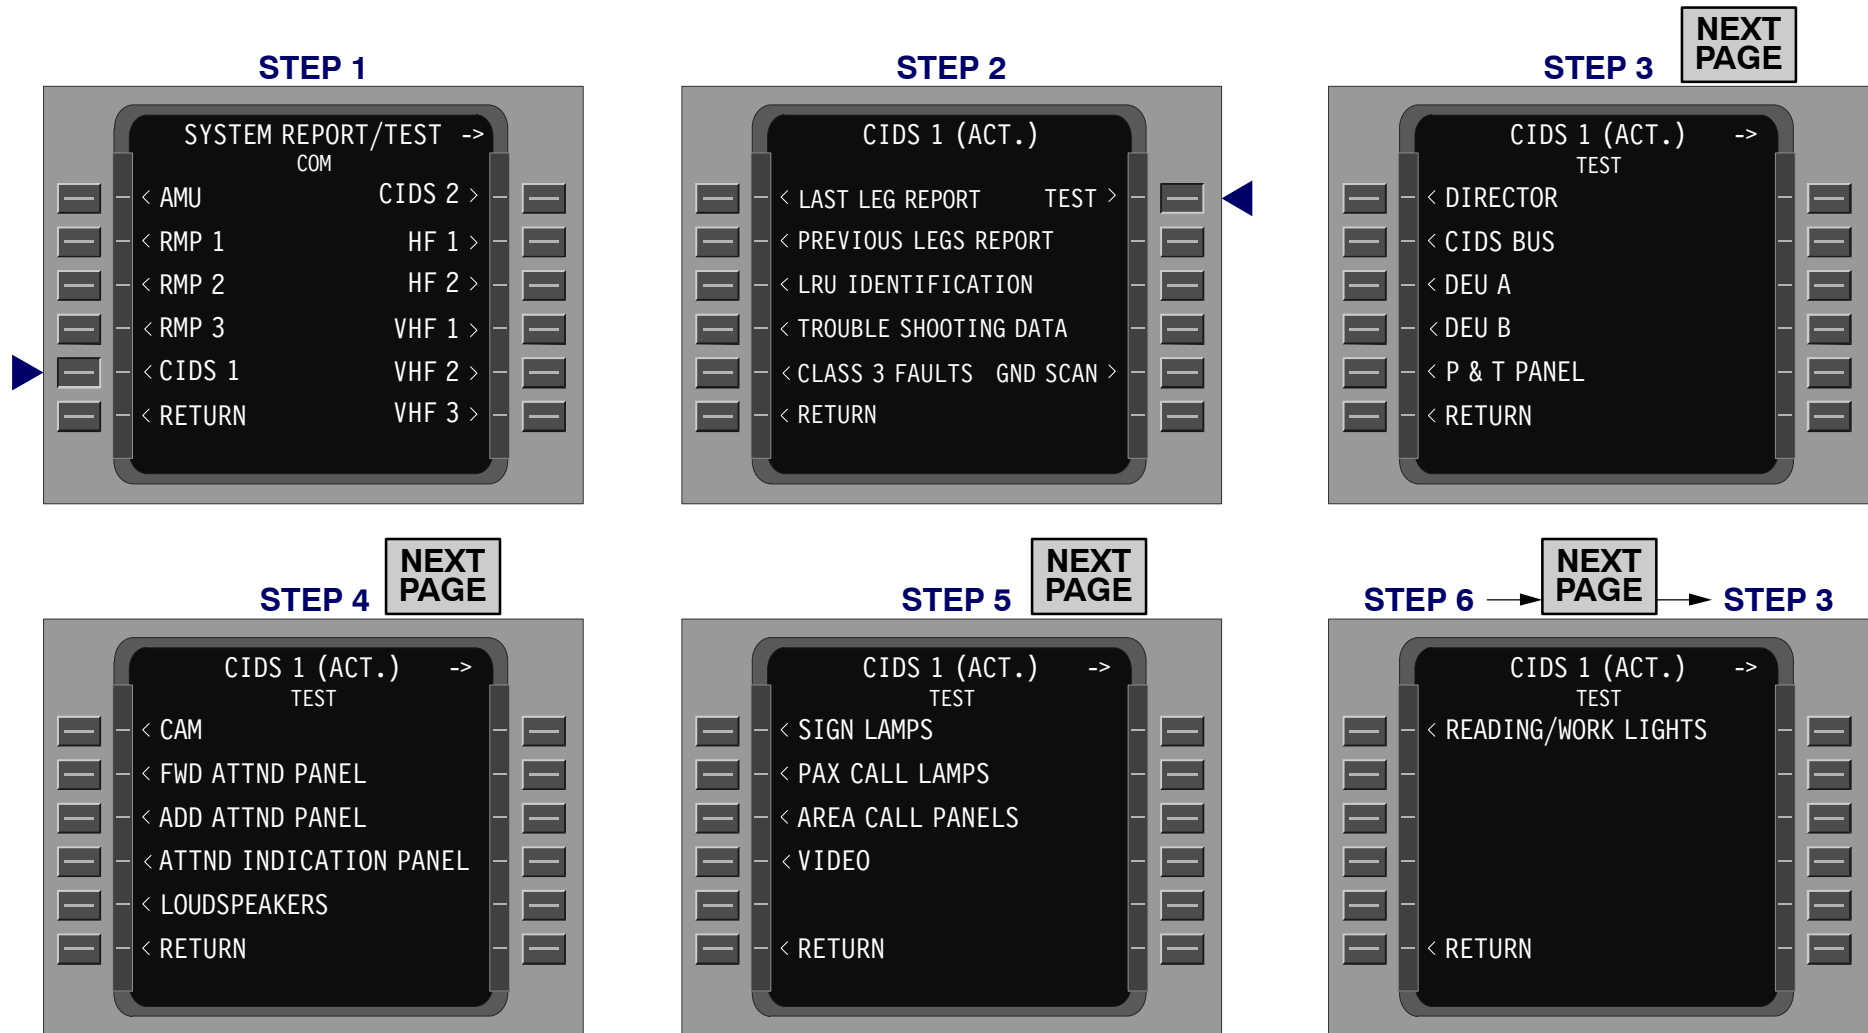 STEP 1
SYSTEM REPORT/TEST ->
COM
< AMU CIDS 2 >
< RMP 1 HF 1 >
< RMP 2 HF 2 >
< RMP 3 VHF 1 >
< CIDS 1 VHF 2 >
< RETURN VHF 3 >
STEP 2
CIDS 1 (ACT.)
< LAST LEG REPORT TEST >
< PREVIOUS LEGS REPORT
< LRU IDENTIFICATION
< TROUBLE SHOOTING DATA
< CLASS 3 FAULTS GND SCAN >
< RETURN
STEP 3
NEXT
PAGE
CIDS 1 (ACT.) ->
TEST
< DIRECTOR
< CIDS BUS
< DEU A
< DEU B
< P & T PANEL
< RETURN
STEP 4
NEXT
PAGE
CIDS 1 (ACT.) ->
TEST
< CAM
< FWD ATTND PANEL
< ADD ATTND PANEL
< ATTND INDICATION PANEL
< LOUDSPEAKERS
< RETURN
STEP 5
NEXT
PAGE
CIDS 1 (ACT.) ->
TEST
< SIGN LAMPS
< PAX CALL LAMPS
< AREA CALL PANELS
< VIDEO
< RETURN
STEP 6
NEXT
PAGE
STEP 3
CIDS 1 (ACT.) ->
TEST
< READING/WORK LIGHTS
< RETURN